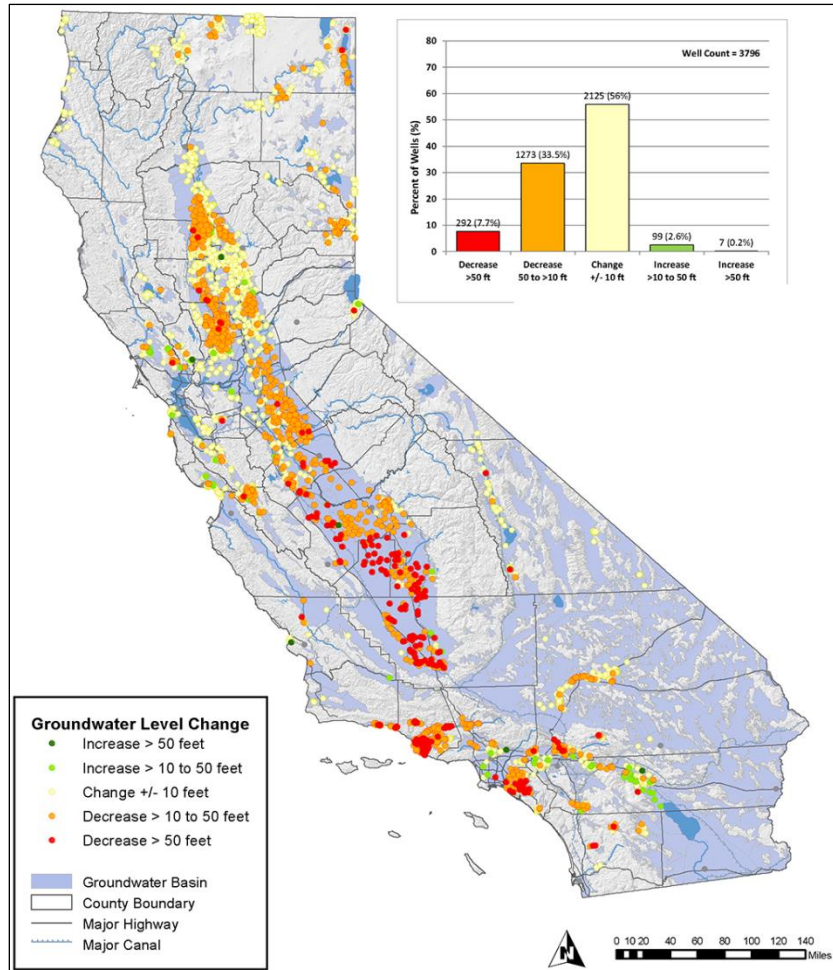 Well Count = 3796
Percent of Wells (%)
80
70
60
50
40
30
20
10
0
292 (7.7%)
1273 (33.5%)
2125 (56%)
99 (2.6%)
7 (0.2%)
Decrease
>50 ft
Decrease
50 to >10 ft
Change
+/- 10 ft
Increase
>10 to 50 ft
Increase
>50 ft
Groundwater Level Change
Increase > 50 feet
Increase > 10 to 50 feet
Change +/- 10 feet
Decrease > 10 to 50 feet
Decrease > 50 feet
Groundwater Basin
County Boundary
Major Highway
Major Canal
N
0 10 20 40 60 80 100 120 140
Miles